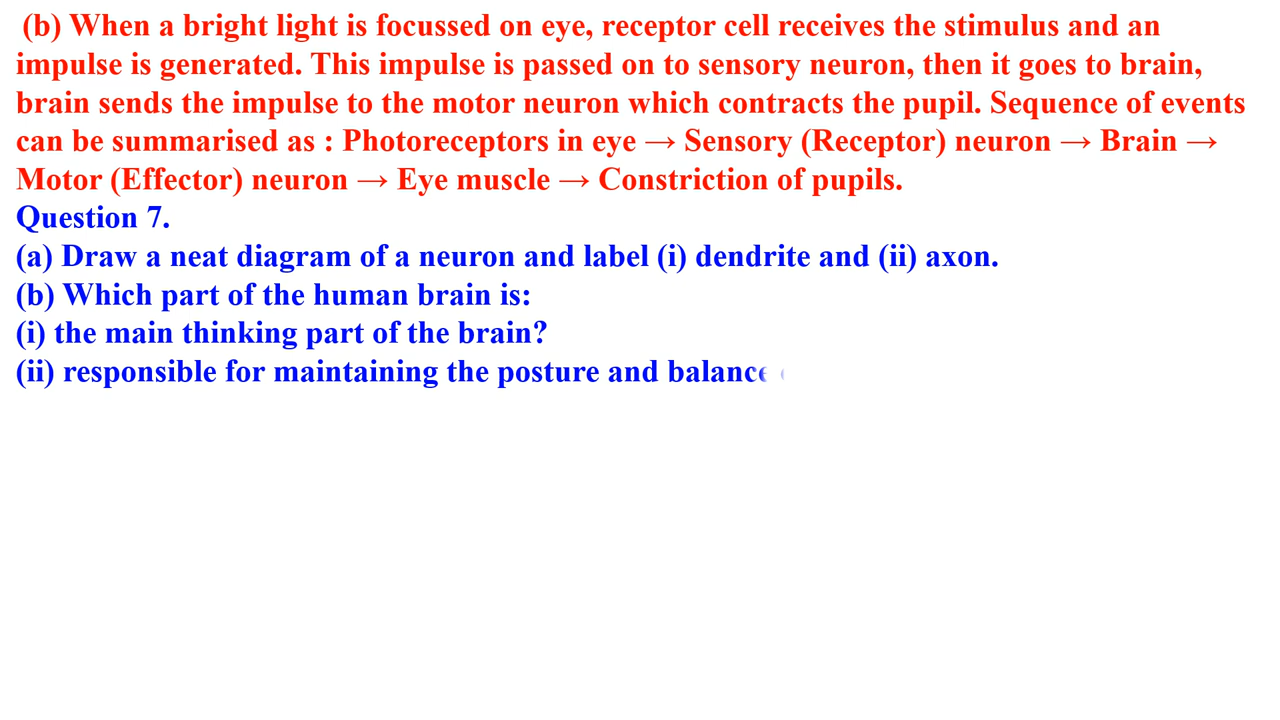 (b) When a bright light is focussed on eye, receptor cell receives the stimulus and an
impulse is generated. This impulse is passed on to sensory neuron, then it goes to brain,
brain sends the impulse to the motor neuron which contracts the pupil. Sequence of events
can be summarised as : Photoreceptors in eye → Sensory (Receptor) neuron → Brain →
Motor (Effector) neuron → Eye muscle → Constriction of pupils.
Question 7.
(a) Draw a neat diagram of a neuron and label (i) dendrite and (ii) axon.
(b) Which part of the human brain is:
(i) the main thinking part of the brain?
(ii) responsible for maintaining the posture and balance